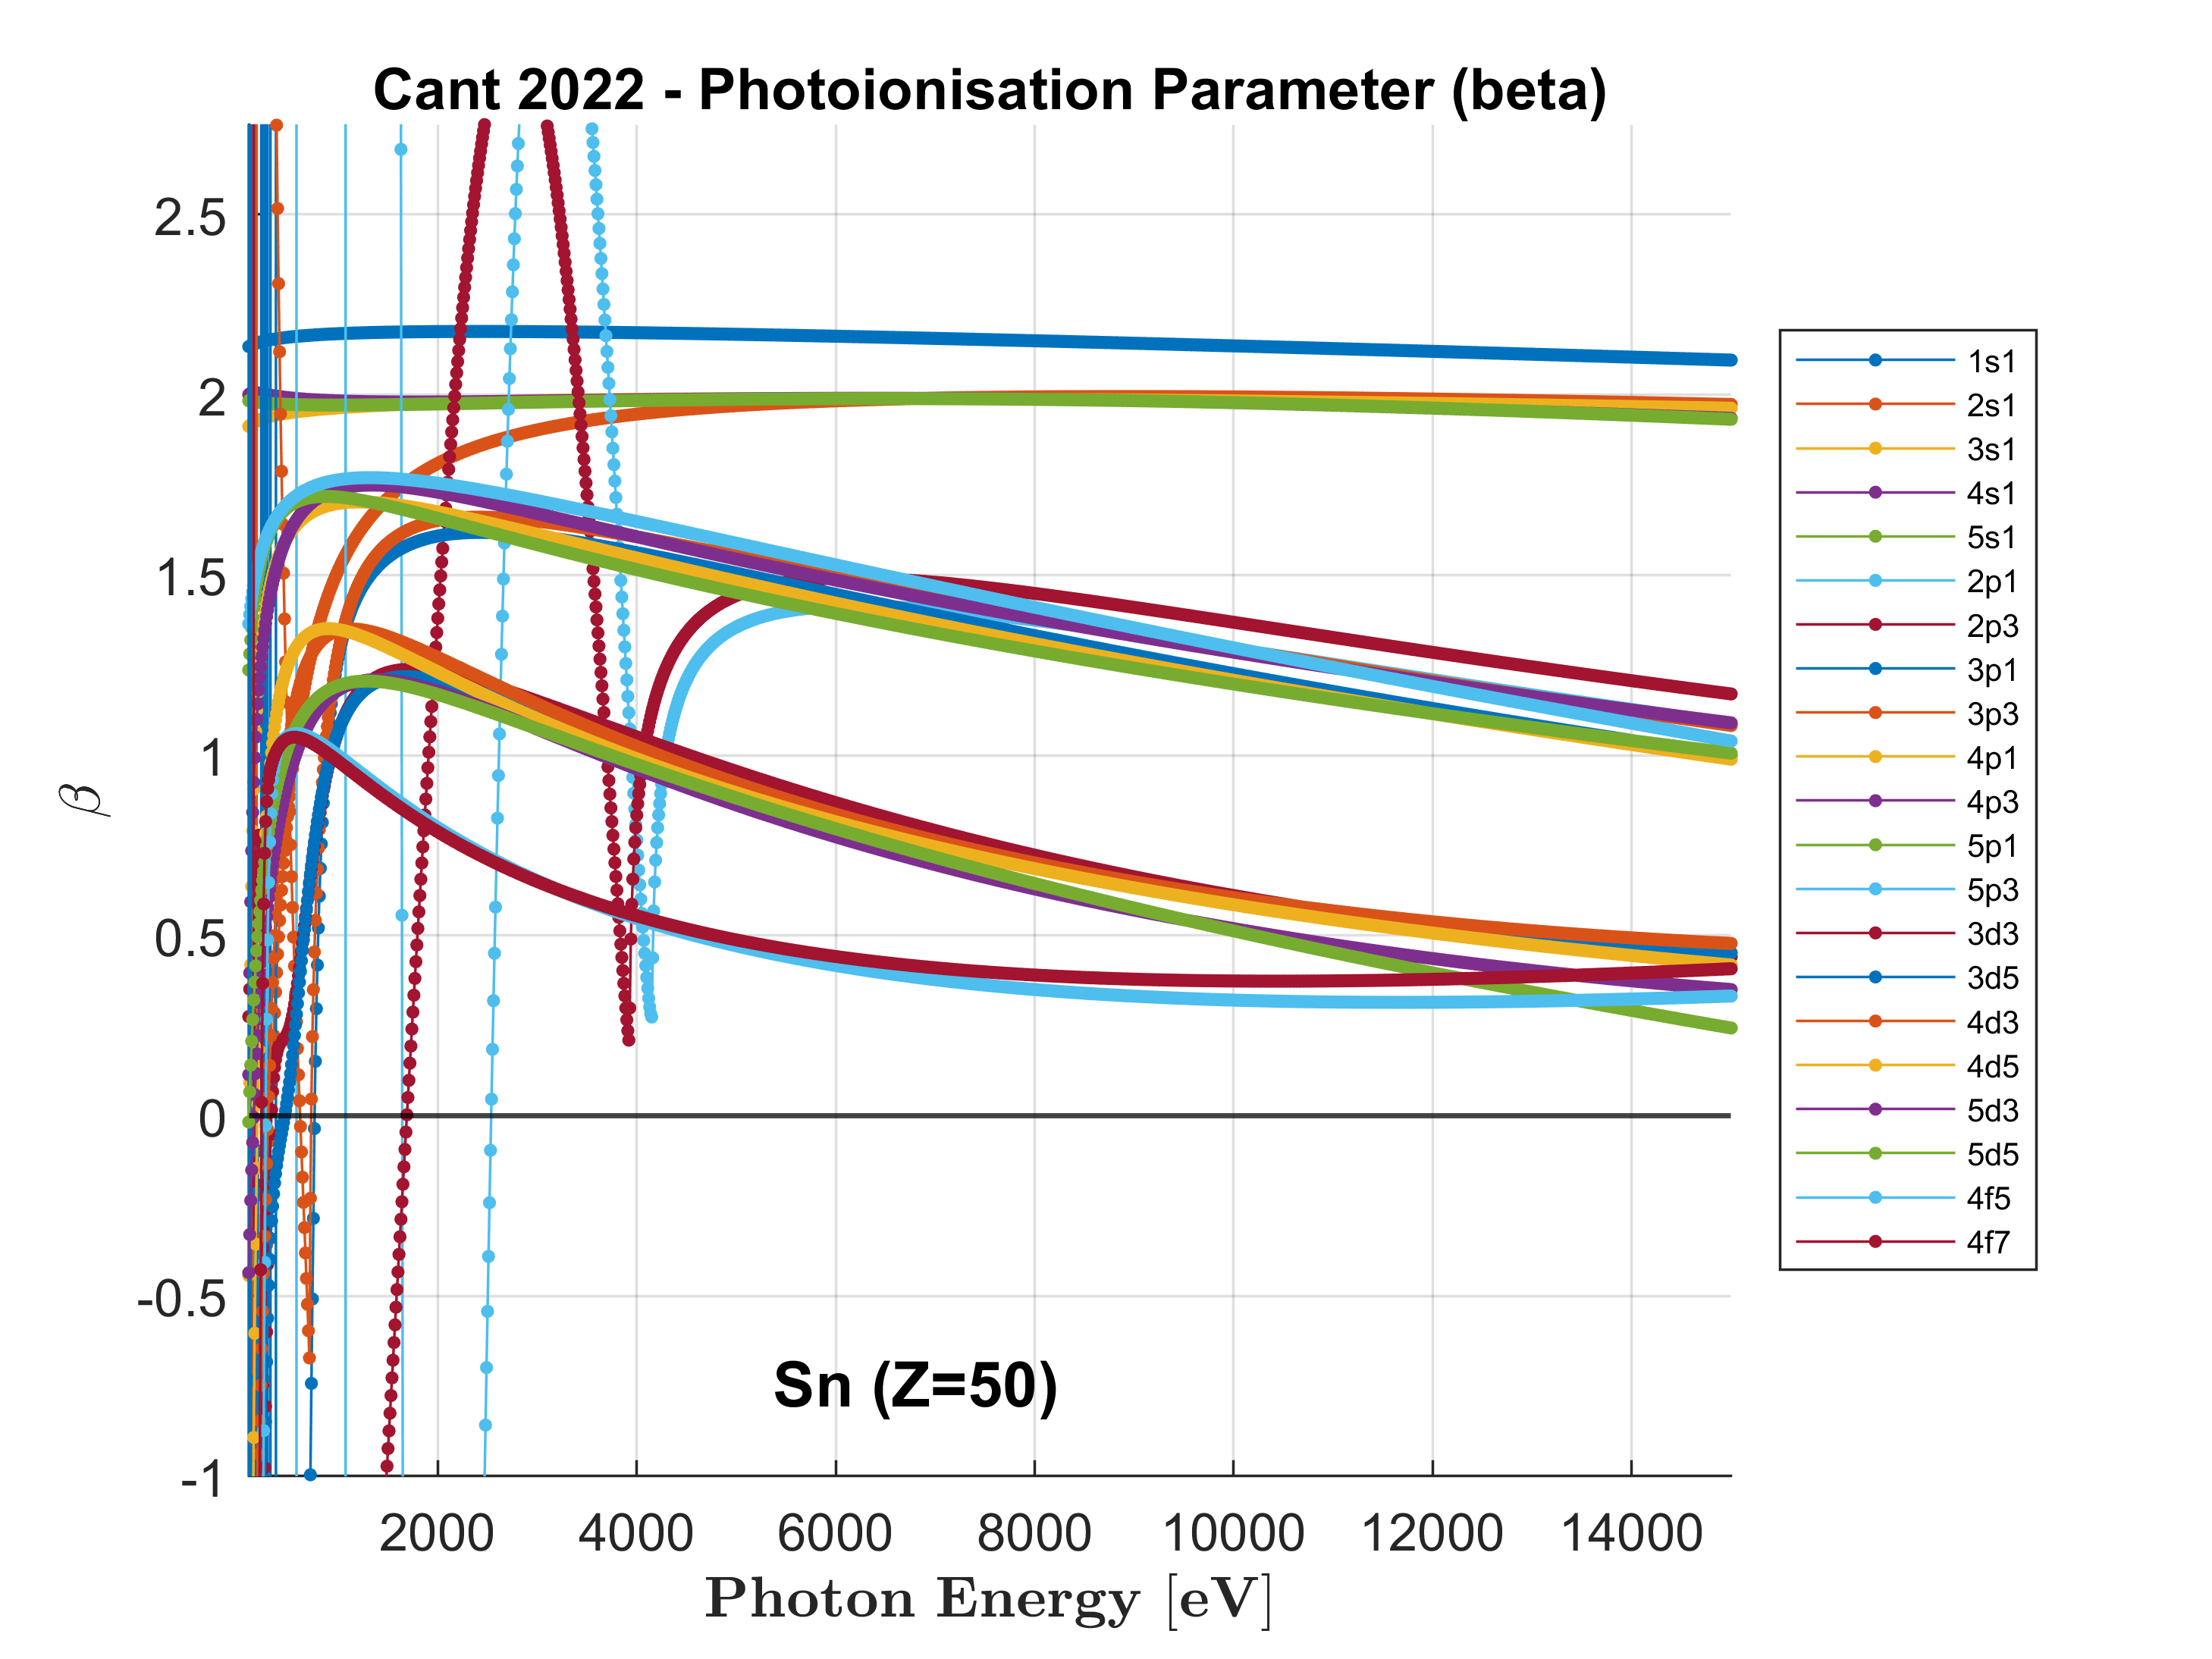 Cant 2022 - Photoionisation Parameter (beta)
2.5
2
1.5
1
0.5
0
-0.5
-1
β
2000 4000 6000 8000 10000 12000 14000
Photon Energy [eV]
Sn (Z=50)
1s1
2s1
3s1
4s1
5s1
2p1
2p3
3p1
3p3
4p1
4p3
5p1
5p3
3d3
3d5
4d3
4d5
5d3
5d5
4f5
4f7